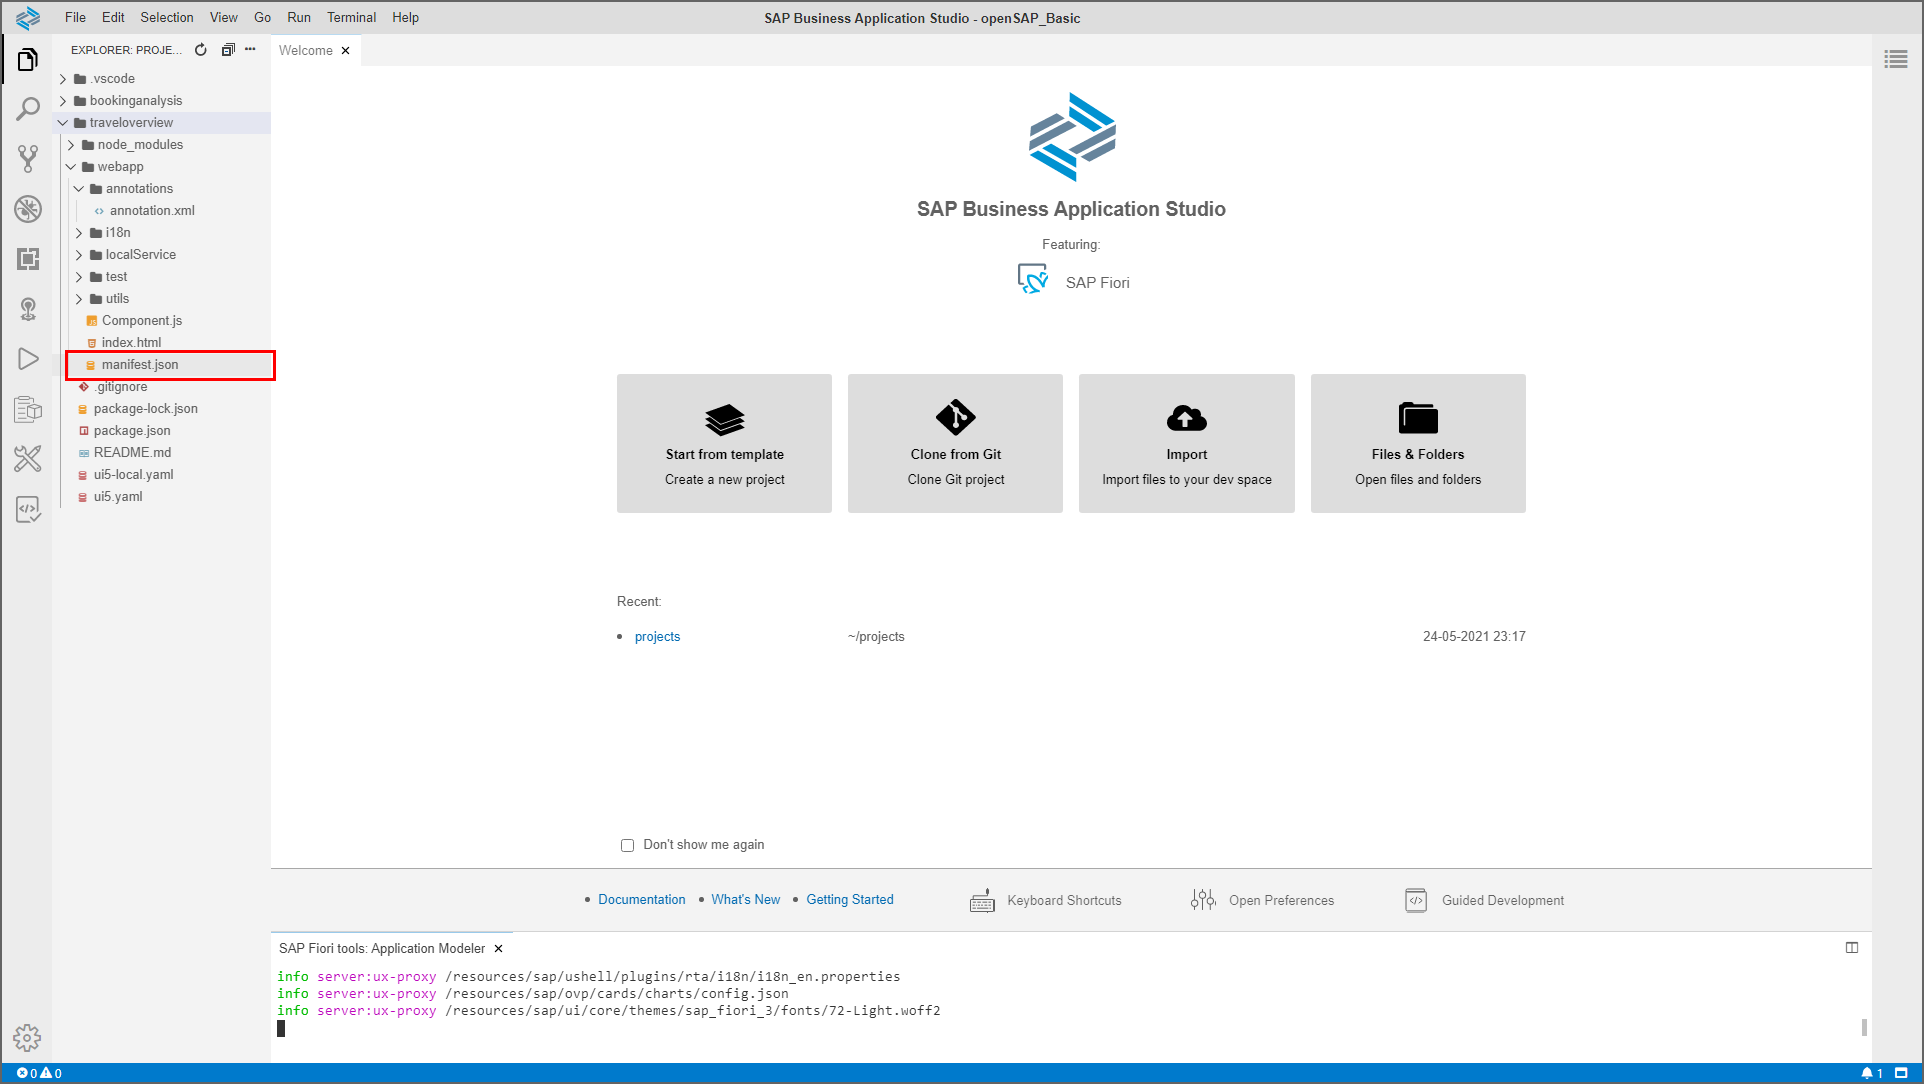 File Edit Selection View Go Run Terminal Help
SAP Business Application Studio - openSAP_Basic
EXPLORER: PROJE...
.vscode
bookinganalysis
traveloverview
node_modules
webapp
annotations
annotation.xml
i18n
localService
test
utils
Component.js
index.html
manifest.json
.gitignore
package-lock.json
package.json
README.md
ui5-local.yaml
ui5.yaml
Welcome
SAP Business Application Studio
Featuring:
SAP Fiori
Start from template
Create a new project
Clone from Git
Clone Git project
Import
Import files to your dev space
Files & Folders
Open files and folders
Recent:
projects ~/projects 24-05-2021 23:17
Don't show me again
Documentation What's New Getting Started Keyboard Shortcuts Open Preferences Guided Development
SAP Fiori tools: Application Modeler
info server:ux-proxy /resources/sap/ushell/plugins/rta/i18n/i18n_en.properties
info server:ux-proxy /resources/sap/ovp/cards/charts/config.json
info server:ux-proxy /resources/sap/ui/core/themes/sap_fiori_3/fonts/72-Light.woff2
0 0 1